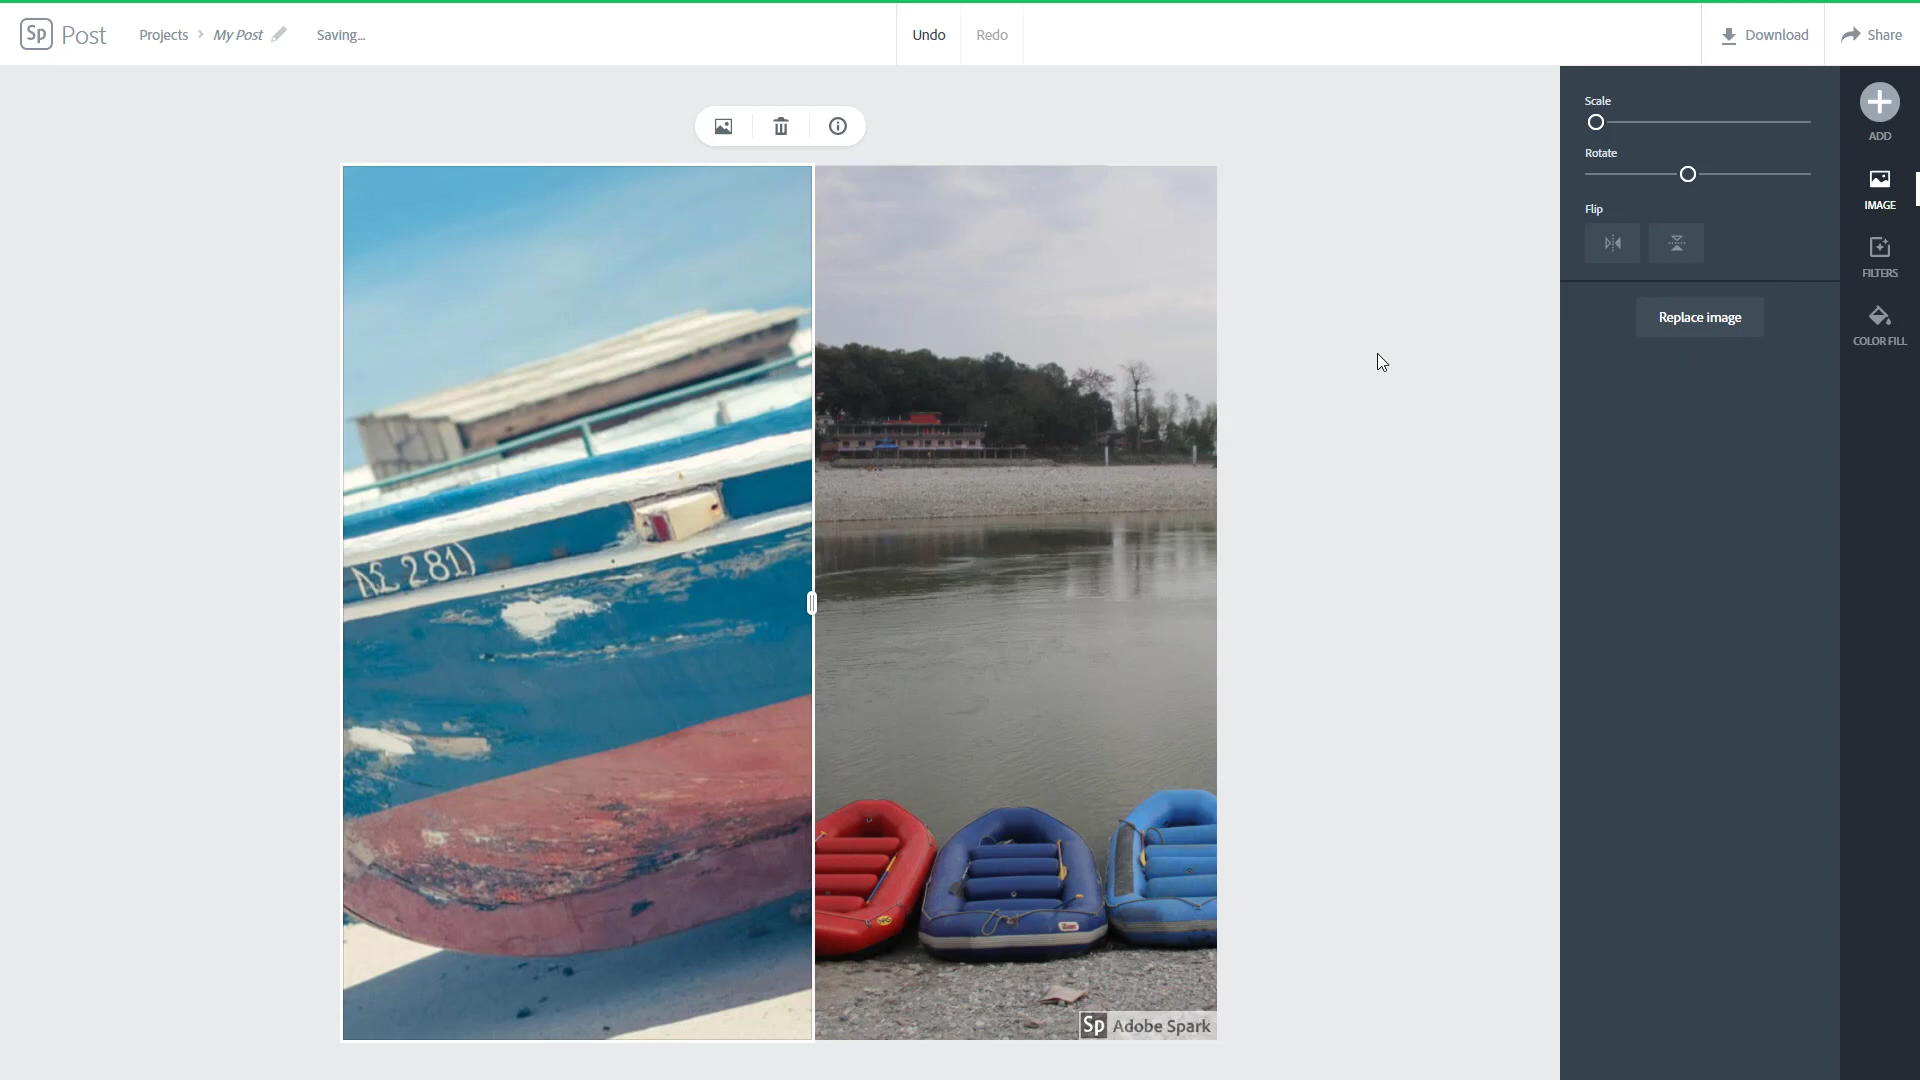 Sp Post
Projects
My Post
Saving...
Undo
Redo
Download
Share
Scale
Rotate
Flip
Replace image
ADD
IMAGE
FILTERS
COLOR FILL
281)
Sp Adobe Spark